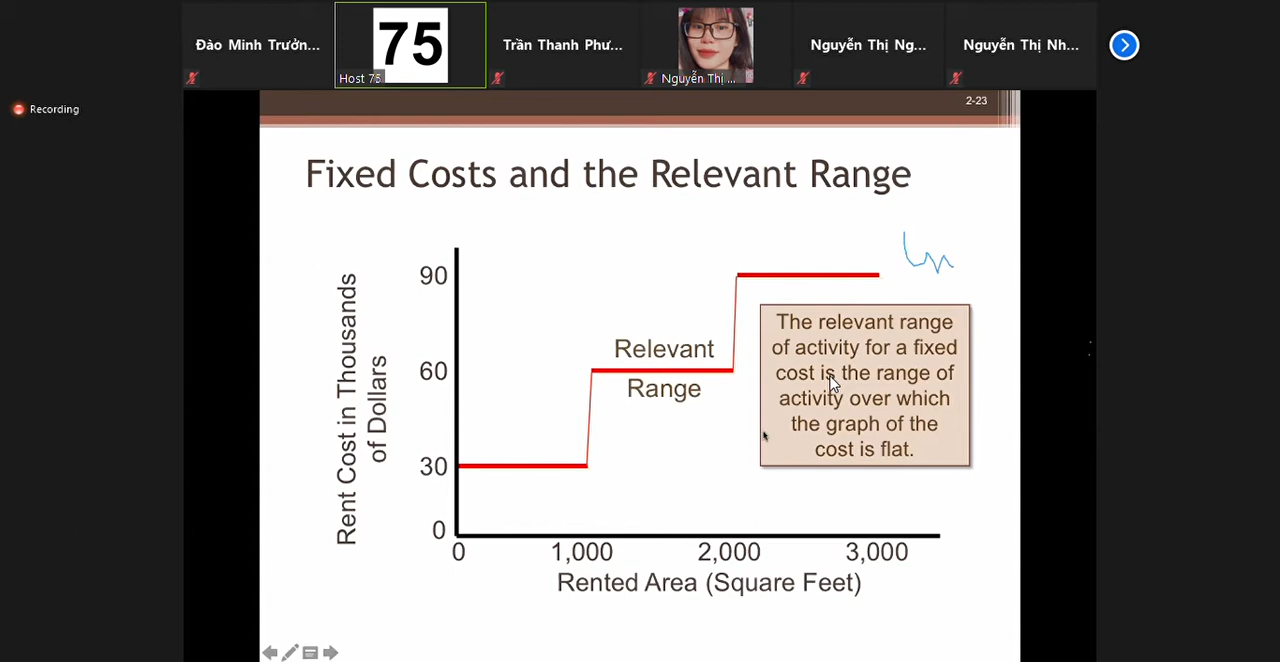 Đào Minh Trưởn...
75
Trần Thanh Phư...
Nguyễn Thị Ng...
Nguyễn Thị Nh...
Host 75
Nguyễn Thị ...
Recording
2-23
Fixed Costs and the Relevant Range
Rent Cost in Thousands
of Dollars
90
60
30
0
Relevant
Range
The relevant range
of activity for a fixed
cost is the range of
activity over which
the graph of the
cost is flat.
0 1,000 2,000 3,000
Rented Area (Square Feet)